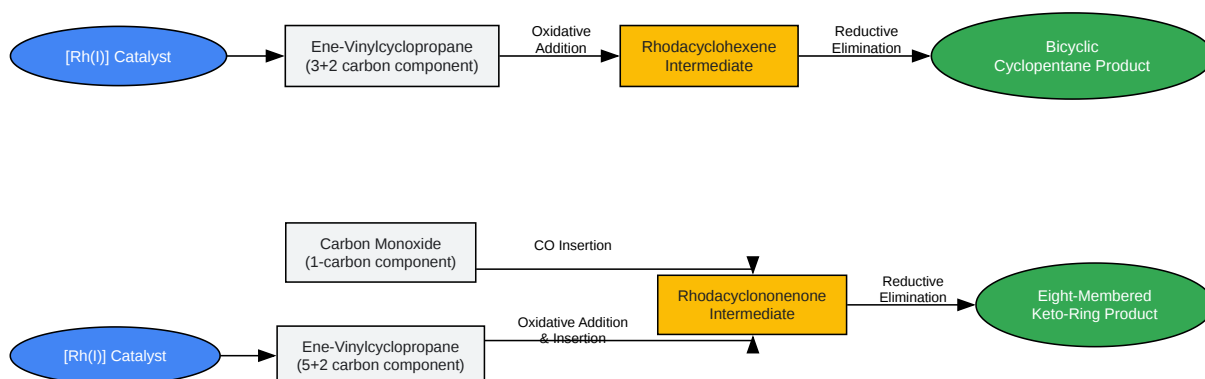 [Rh(I)] Catalyst
Ene-Vinylcyclopropane
(3+2 carbon component)
Oxidative
Addition
Rhodacyclohexene
Intermediate
Reductive
Elimination
Bicyclic
Cyclopentane Product
Carbon Monoxide
(1-carbon component)
CO Insertion
[Rh(I)] Catalyst
Ene-Vinylcyclopropane
(5+2 carbon component)
Oxidative Addition
& Insertion
Rhodacyclononenone
Intermediate
Reductive
Elimination
Eight-Membered
Keto-Ring Product